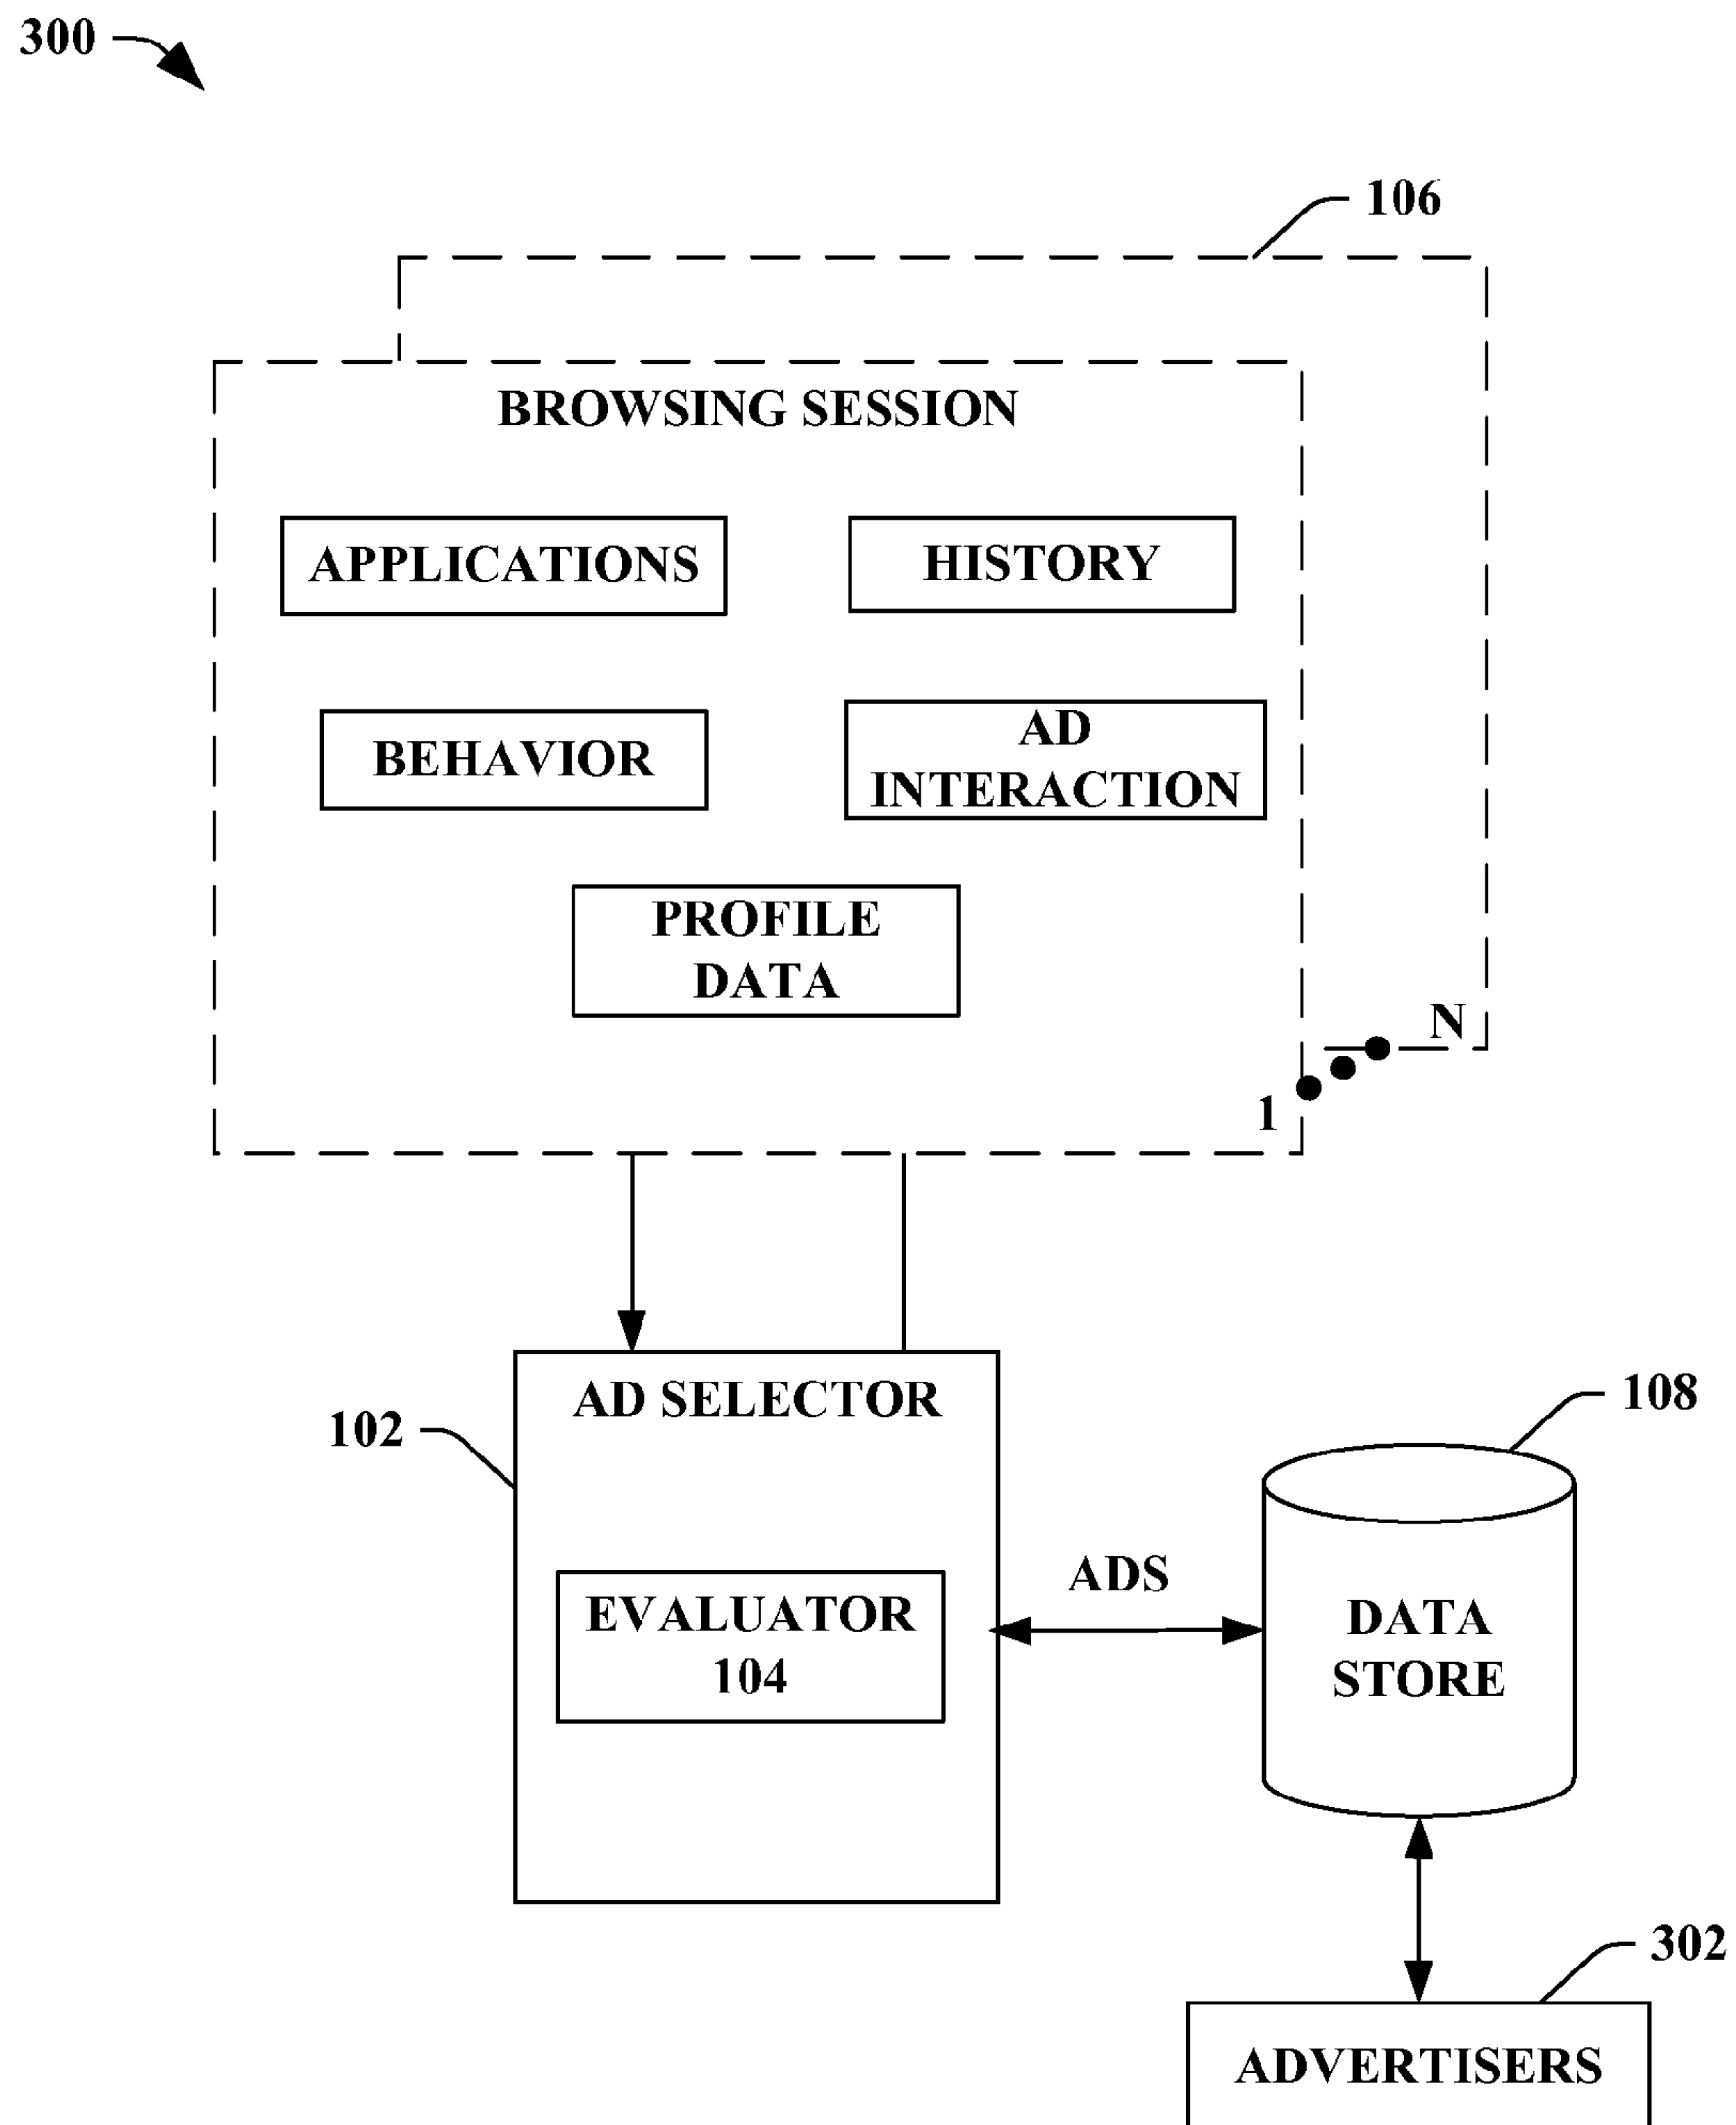 300
106
BROWSING SESSION
APPLICATIONS
HISTORY
BEHAVIOR
AD
INTERACTION
PROFILE
DATA
N
1
AD SELECTOR
102
108
EVALUATOR
104
ADS
DATA
STORE
302
ADVERTISERS